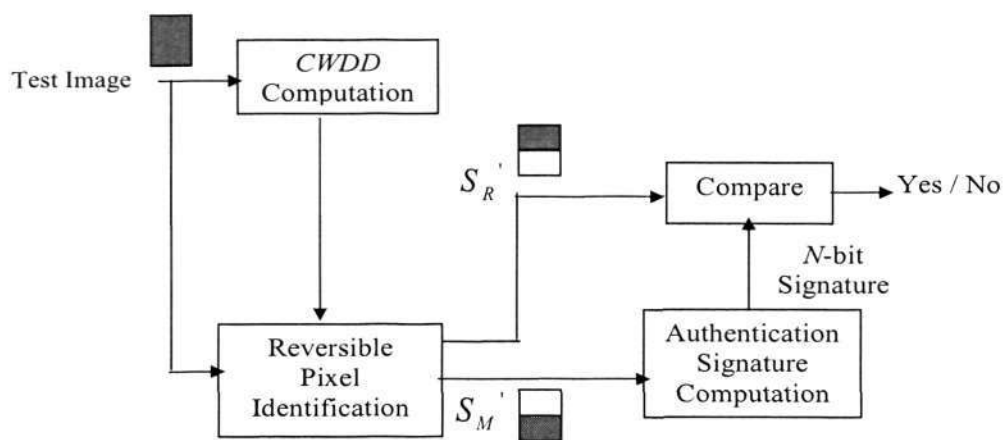 Test Image
CWDD
Computation
S_R'
Compare
Yes / No
N-bit
Signature
Reversible
Pixel
Identification
S_M'
Authentication
Signature
Computation